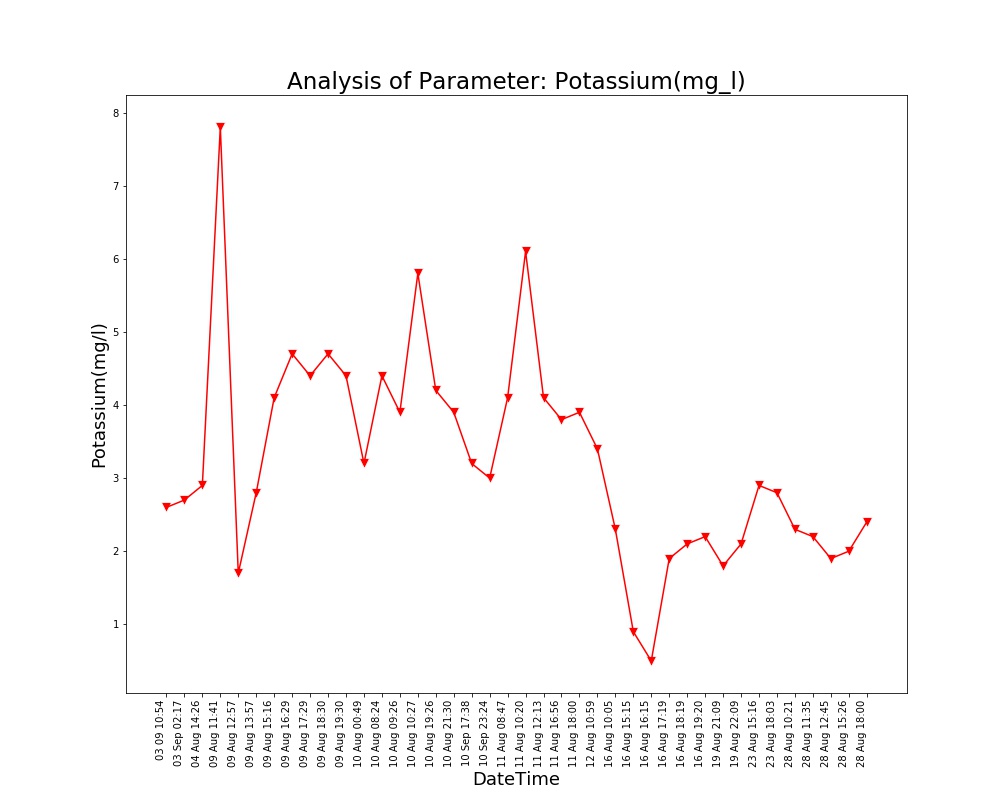 Analysis of Parameter: Potassium(mg_l)
Potassium(mg/l)
8
7
6
5
4
3
2
1
03 09 10:54
03 Sep 02:17
04 Aug 14:26
09 Aug 11:41
09 Aug 12:57
09 Aug 13:57
09 Aug 15:16
09 Aug 16:29
09 Aug 17:29
09 Aug 18:30
09 Aug 19:30
10 Aug 00:49
10 Aug 08:24
10 Aug 09:26
10 Aug 10:27
10 Aug 19:26
10 Aug 21:30
10 Sep 17:38
10 Sep 23:24
11 Aug 08:47
11 Aug 10:20
11 Aug 12:13
11 Aug 16:56
11 Aug 18:00
12 Aug 10:59
16 Aug 10:05
16 Aug 15:15
16 Aug 16:15
16 Aug 17:19
16 Aug 18:19
16 Aug 19:20
19 Aug 21:09
19 Aug 22:09
23 Aug 15:16
23 Aug 18:03
28 Aug 10:21
28 Aug 11:35
28 Aug 12:45
28 Aug 15:26
28 Aug 18:00
DateTime